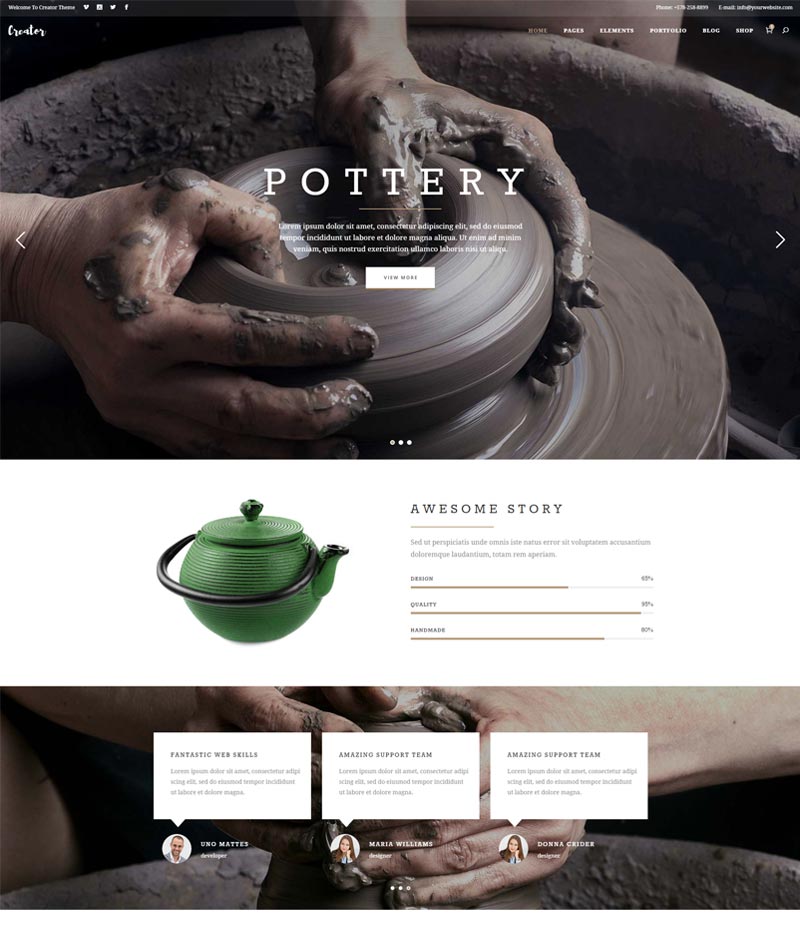 Welcome To Creator Theme
Phone: +178-258-8899 E-mail: info@yourwebsite.com
Creator
HOME PAGES ELEMENTS PORTFOLIO BLOG SHOP
POTTERY
Lorem ipsum dolor sit amet, consectetur adipiscing elit, sed do eiusmod
tempor incididunt ut labore et dolore magna aliqua. Ut enim ad minim
veniam, quis nostrud exercitation ullamco laboris nisi ut aliqu.
VIEW MORE
AWESOME STORY
Sed ut perspiciatis unde omnis iste natus error sit voluptatem accusantium
doloremque laudantium, totam rem aperiam.
DESIGN 65%
QUALITY 95%
HANDMADE 80%
FANTASTIC WEB SKILLS
Lorem ipsum dolor sit amet, consectetur adipi
scing elit, sed do eiusmod tempor incididunt
ut labore et dolore magna.
UNO MATTES
developer
AMAZING SUPPORT TEAM
Lorem ipsum dolor sit amet, consectetur adipi
scing elit, sed do eiusmod tempor incididunt
ut labore et dolore magna.
MARIA WILLIAMS
designer
AMAZING SUPPORT TEAM
Lorem ipsum dolor sit amet, consectetur adipi
scing elit, sed do eiusmod tempor incididunt
ut labore et dolore magna.
DONNA CRIDER
designer